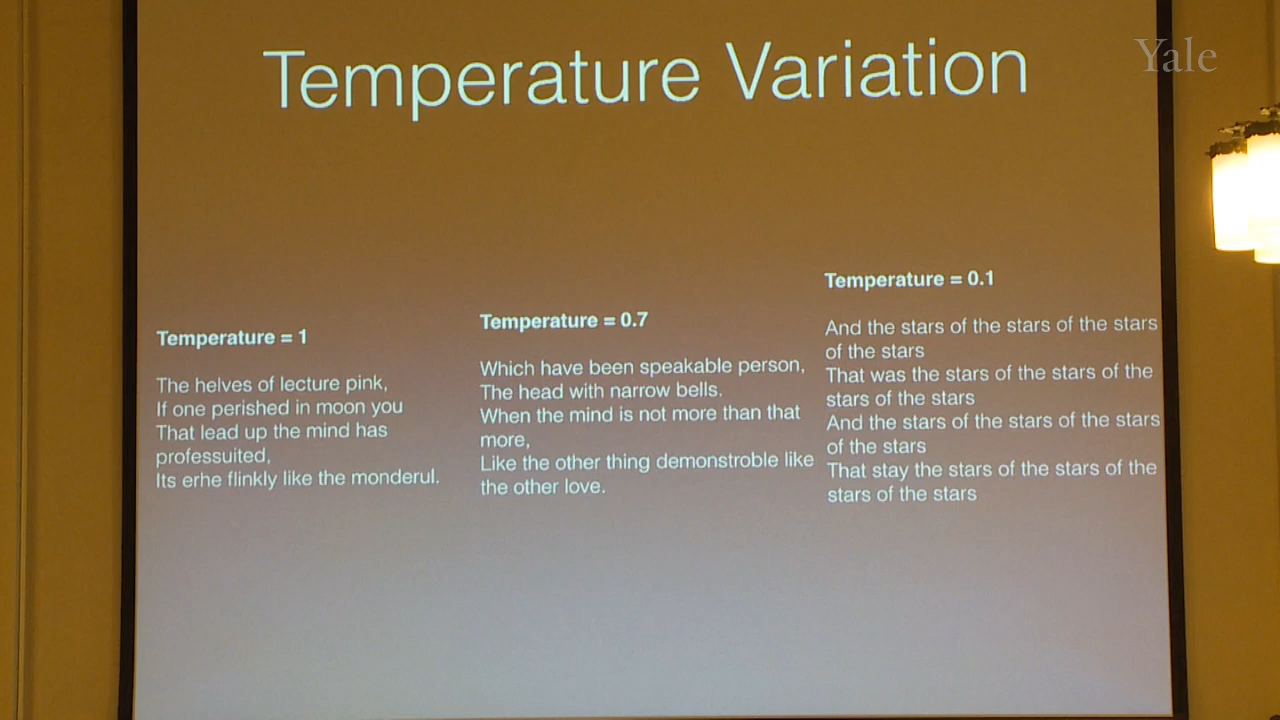 Temperature Variation
Yale
Temperature = 1
The helves of lecture pink,
If one perished in moon you
That lead up the mind has
professuited,
Its erhe flinkly like the monderul.
Temperature = 0.7
Which have been speakable person,
The head with narrow bells.
When the mind is not more than that
more,
Like the other thing demonstroble like
the other love.
Temperature = 0.1
And the stars of the stars of the stars
of the stars
That was the stars of the stars of the
stars of the stars
And the stars of the stars of the stars
of the stars
That stay the stars of the stars of the
stars of the stars